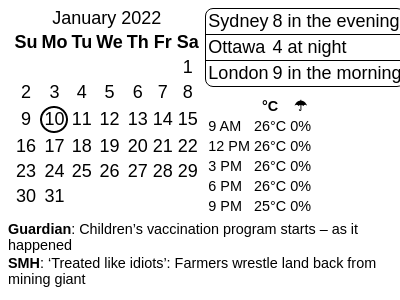 January 2022
Su Mo Tu We Th Fr Sa
1
2 3 4 5 6 7 8
9 10 11 12 13 14 15
16 17 18 19 20 21 22
23 24 25 26 27 28 29
30 31
Sydney 8 in the evening
Ottawa 4 at night
London 9 in the morning
°C ☂
9 AM 26°C 0%
12 PM 26°C 0%
3 PM 26°C 0%
6 PM 26°C 0%
9 PM 25°C 0%
Guardian: Children’s vaccination program starts – as it
happened
SMH: ‘Treated like idiots’: Farmers wrestle land back from
mining giant